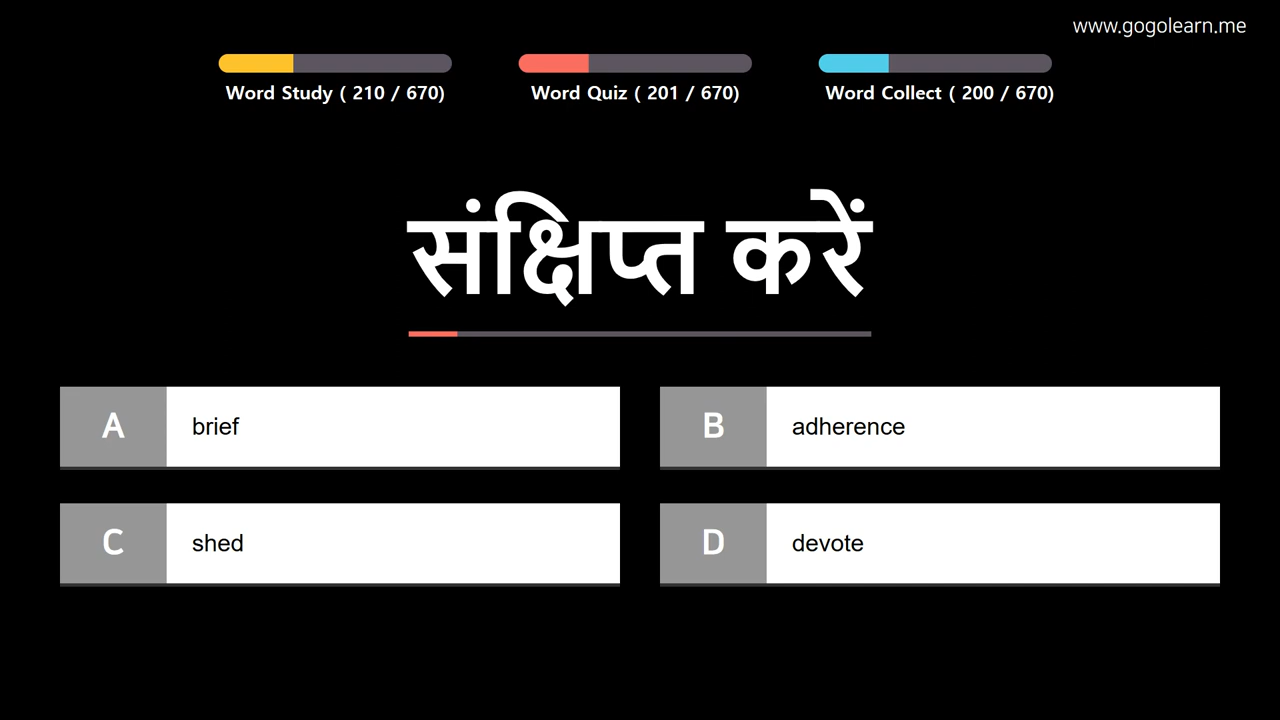 www.gogolearn.me
Word Study ( 210 / 670)
Word Quiz ( 201 / 670)
Word Collect ( 200 / 670)
संक्षिप्त करें
A brief
B adherence
C shed
D devote